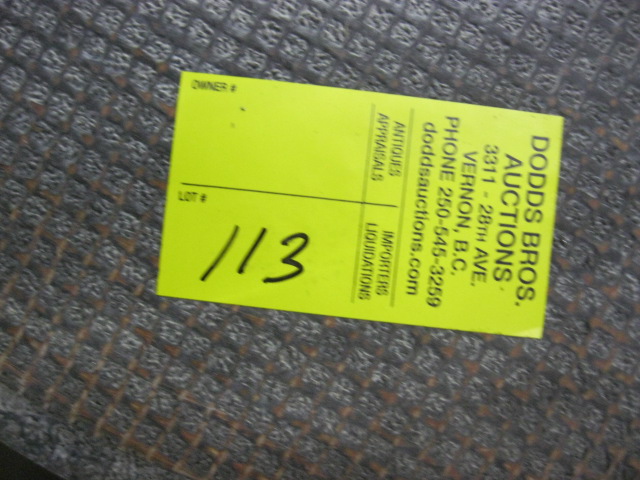 DODDS BROS.
AUCTIONS
3311 - 28TH AVE.
VERNON, B.C.
PHONE 250-545-3259
doddsauctions.com
ANTIQUES
APPRAISALS
IMPORTERS
LIQUIDATIONS
OWNER #
LOT #
113